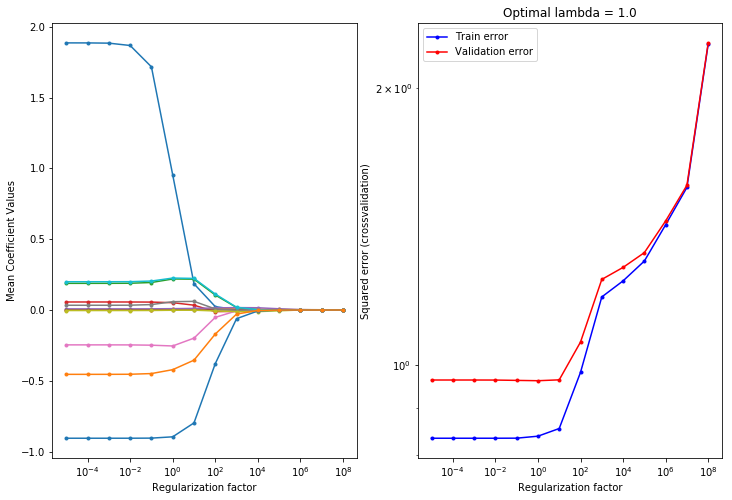 Optimal lambda = 1.0
2.0
1.5
1.0
0.5
0.0
−0.5
−1.0
Mean Coefficient Values
10⁻⁴
10⁻²
10⁰
10²
10⁴
10⁶
10⁸
Regularization factor
Train error
Validation error
2 × 10⁰
10⁰
Squared error (crossvalidation)
10⁻⁴
10⁻²
10⁰
10²
10⁴
10⁶
10⁸
Regularization factor